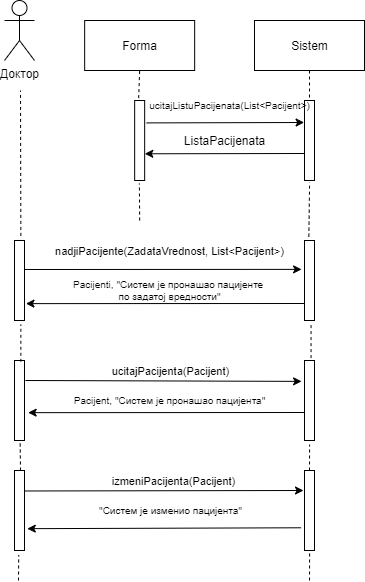 Доктор
Forma
Sistem
ucitajListuPacijenata(List<Pacijent>)
ListaPacijenata
nadjiPacijente(ZadataVrednost, List<Pacijent>)
Pacijenti, "Систем је пронашао пацијенте
по задатој вредности"
ucitajPacijenta(Pacijent)
Pacijent, "Систем је пронашао пацијента"
izmeniPacijenta(Pacijent)
"Систем је изменио пацијента"